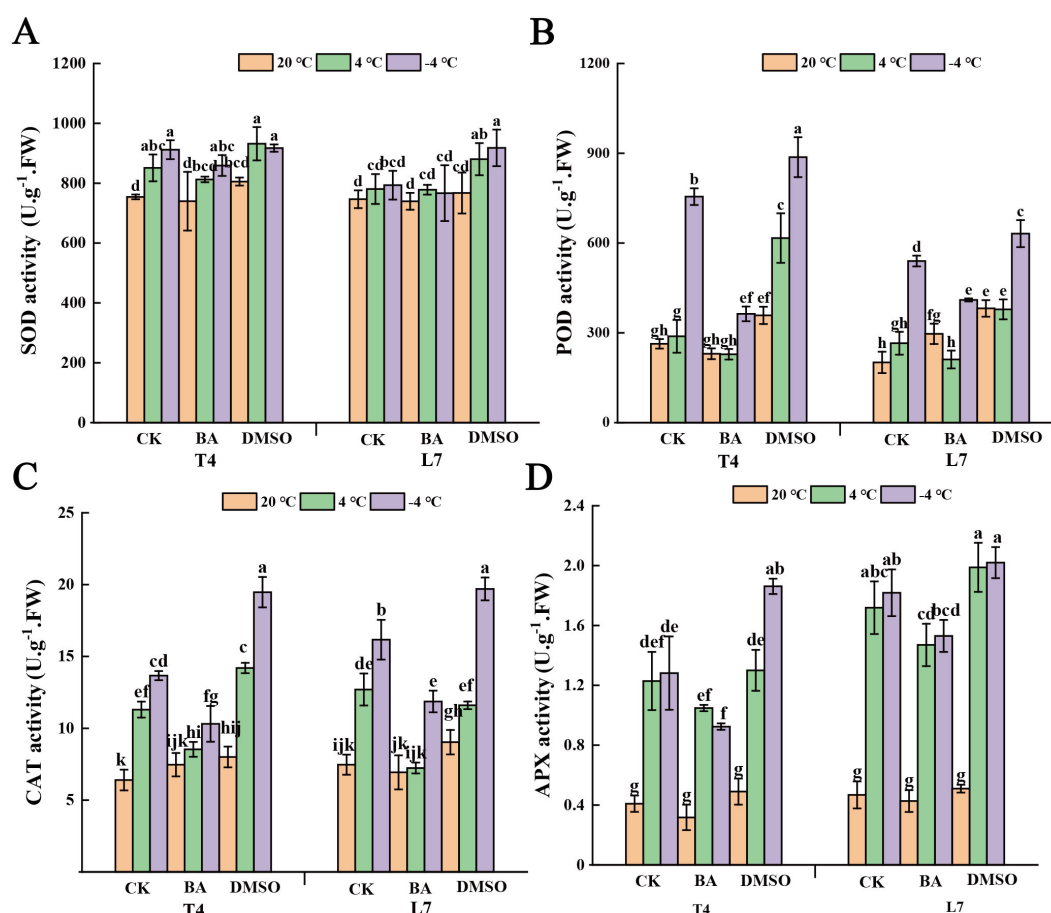 A
20 ℃ 4 ℃ -4 ℃
SOD activity (U.g⁻¹.FW)
1200
1000
800
600
400
200
0
d abc a d bcd abc bcd a a d cd bcd d cd cd cd ab a
CK BA DMSO CK BA DMSO
T4 L7
B
20 ℃ 4 ℃ -4 ℃
POD activity (U.g⁻¹.FW)
1200
900
600
300
0
gh g b gh gh ef ef c a h gh d fg h e e e c
CK BA DMSO CK BA DMSO
T4 L7
C
20 ℃ 4 ℃ -4 ℃
CAT activity (U.g⁻¹.FW)
25
20
15
10
5
k ef cd ijk hi fg hij c a ijk de b jk ijk e gh ef a
CK BA DMSO CK BA DMSO
T4 L7
D
20 ℃ 4 ℃ -4 ℃
APX activity (U.g⁻¹.FW)
2.4
2.0
1.6
1.2
0.8
0.4
0
g def de g ef f g de ab g abc ab g cd bcd g a a
CK BA DMSO CK BA DMSO
T4 L7